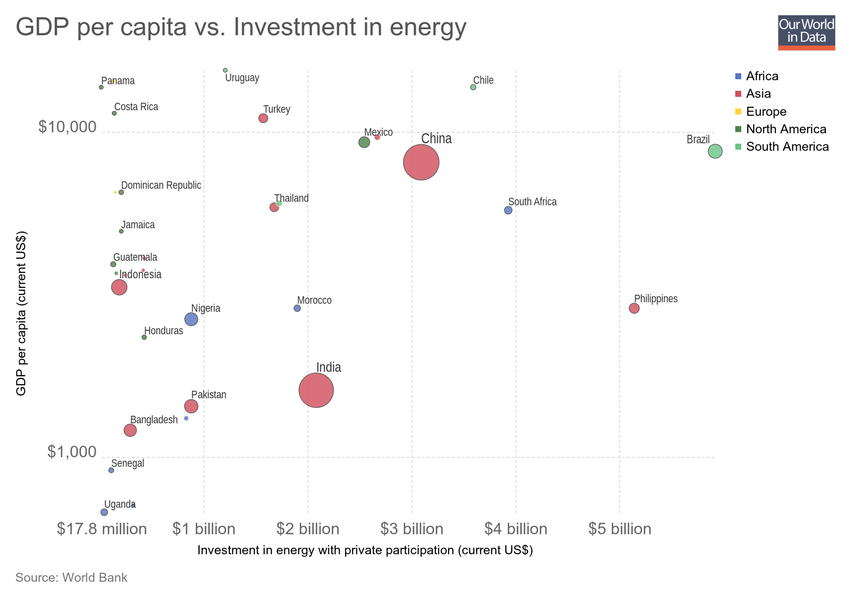 GDP per capita vs. Investment in energy
Our World
in Data
Africa
Asia
Europe
North America
South America
Panama
Uruguay
Chile
Costa Rica
Turkey
$10,000
Mexico
China
Brazil
Dominican Republic
Thailand
South Africa
Jamaica
Guatemala
Indonesia
Philippines
Nigeria
Morocco
Honduras
India
Pakistan
Bangladesh
$1,000
Senegal
Uganda
GDP per capita (current US$)
$17.8 million
$1 billion
$2 billion
$3 billion
$4 billion
$5 billion
Investment in energy with private participation (current US$)
Source: World Bank